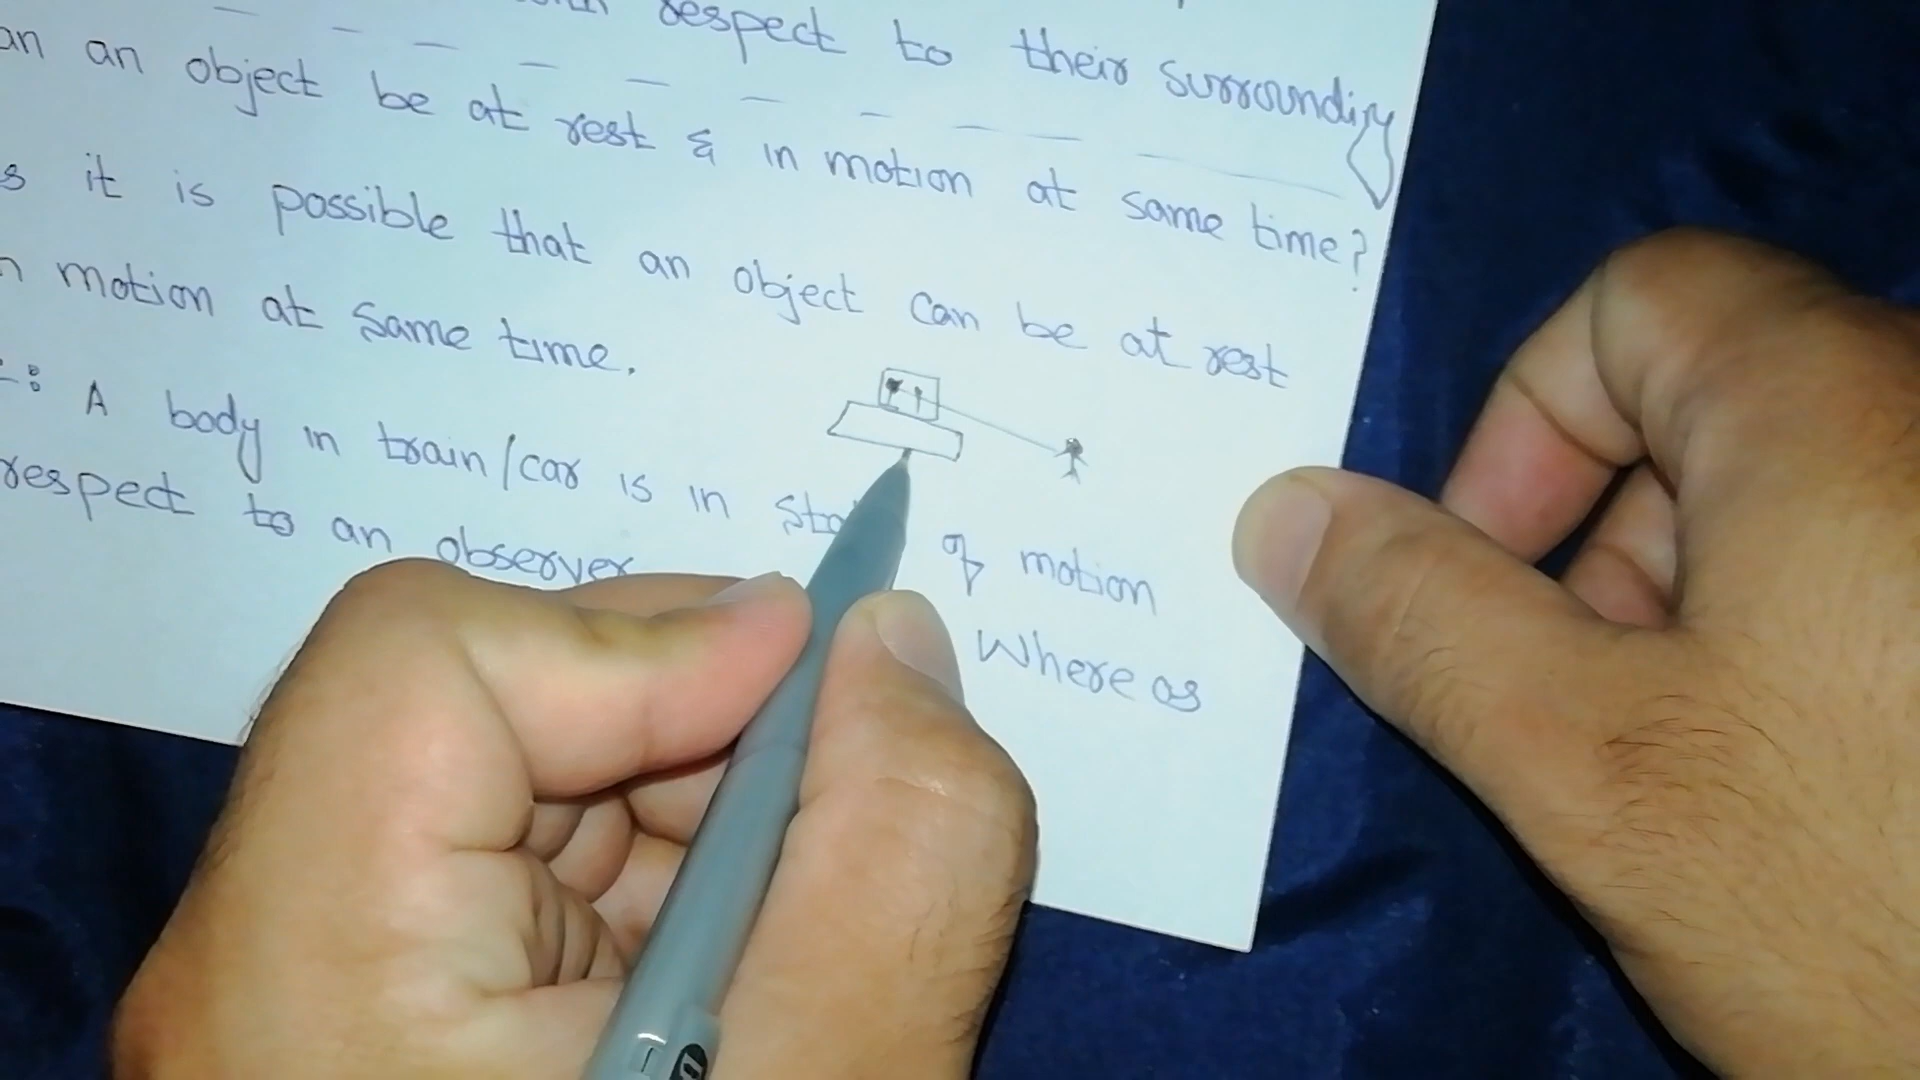 respect to their surrounding
an an object be at rest & in motion at same time?
s it is possible that an object can be at rest
n motion at same time.
: A body in train/car is in sta of motion
respect to an observer Where as